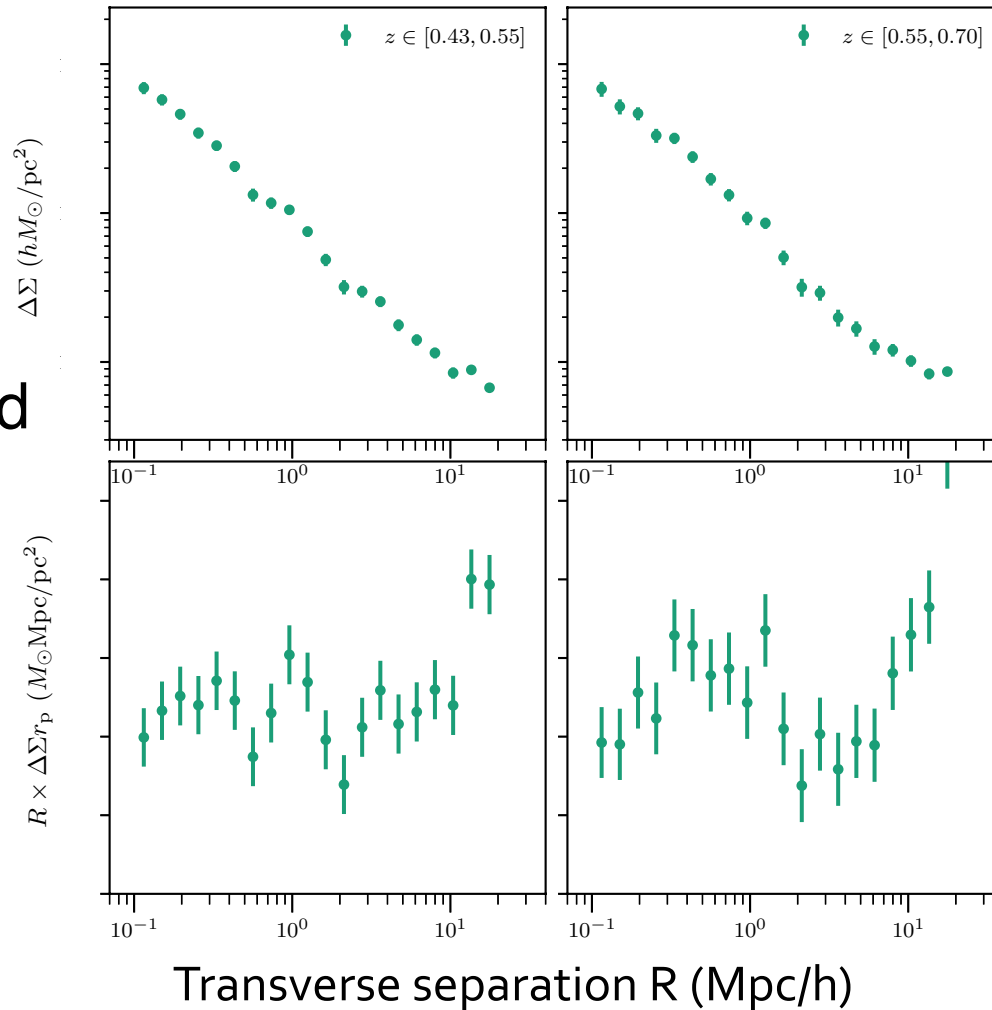 z ∈ [0.43, 0.55]
z ∈ [0.55, 0.70]
ΔΣ (hM⊙/pc²)
d
10⁻¹ 10⁰ 10¹
10⁻¹ 10⁰ 10¹
R × ΔΣrₚ (M⊙Mpc/pc²)
10⁻¹ 10⁰ 10¹
10⁻¹ 10⁰ 10¹
Transverse separation R (Mpc/h)